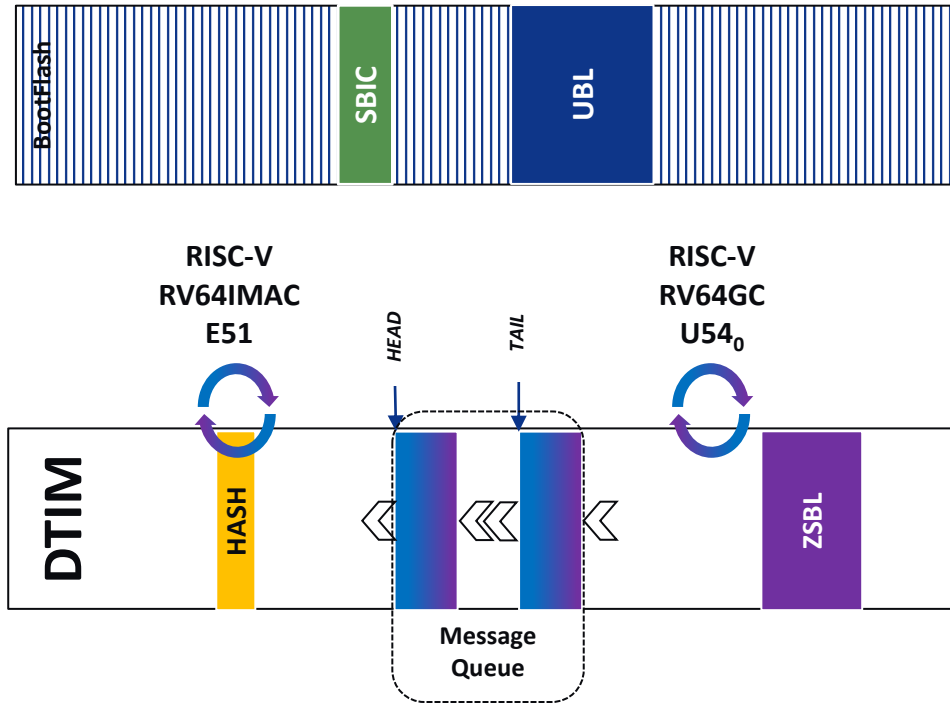 BootFlash
SBIC
UBL
RISC-V
RV64IMAC
E51
HEAD
TAIL
RISC-V
RV64GC
U54₀
DTIM
HASH
ZSBL
Message
Queue